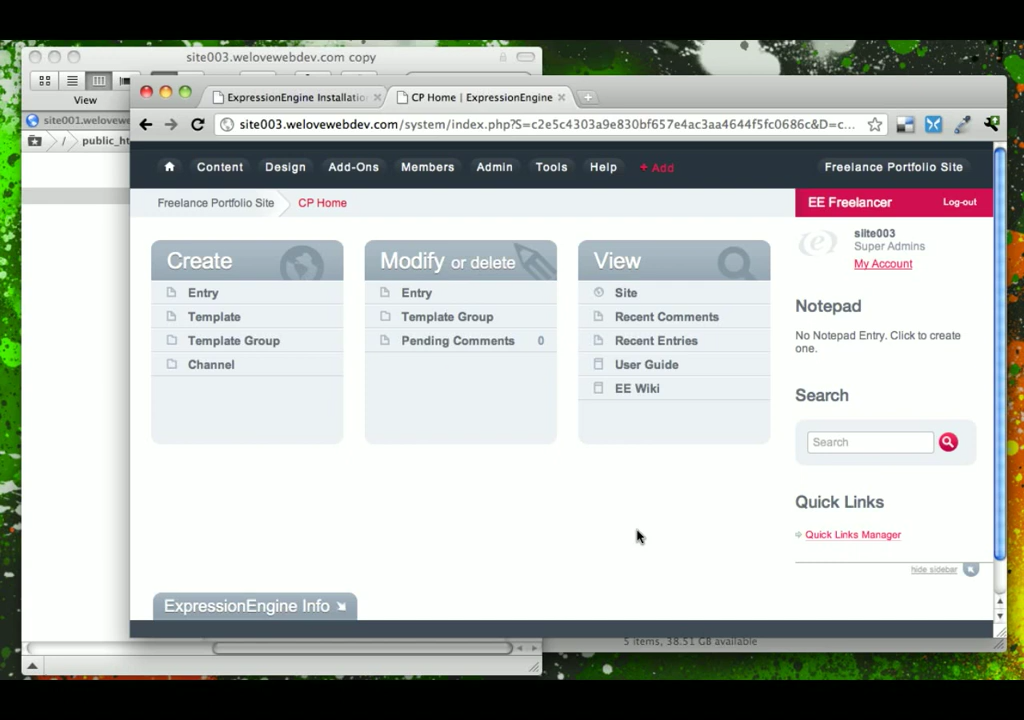 site003.welovewebdev.com copy
View
ExpressionEngine Installatio
CP Home | ExpressionEngine
site001.welovewe
site003.welovewebdev.com/system/index.php?S=c2e5c4303a9e830bf657e4ac3aa4644f5fc0686c&D=c...
/ public_ht
Content Design Add-Ons Members Admin Tools Help + Add Freelance Portfolio Site
Freelance Portfolio Site CP Home
EE Freelancer Log-out
siite003
Super Admins
My Account
Create
Entry
Template
Template Group
Channel
Modify or delete
Entry
Template Group
Pending Comments 0
View
Site
Recent Comments
Recent Entries
User Guide
EE Wiki
Notepad
No Notepad Entry. Click to create
one.
Search
Search
Quick Links
Quick Links Manager
hide sidebar
ExpressionEngine Info
5 items, 38.51 GB available